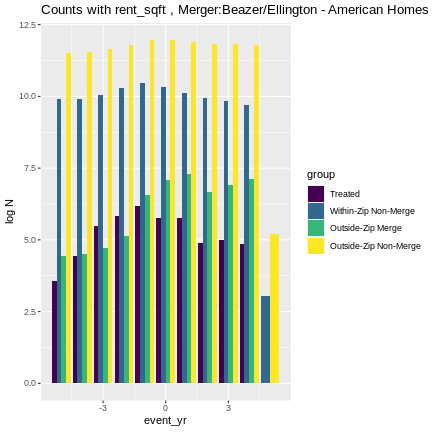 Counts with rent_sqft , Merger:Beazer/Ellington - American Homes
12.5
10.0
7.5
5.0
2.5
0.0
log N
-3
0
3
event_yr
group
Treated
Within-Zip Non-Merge
Outside-Zip Merge
Outside-Zip Non-Merge